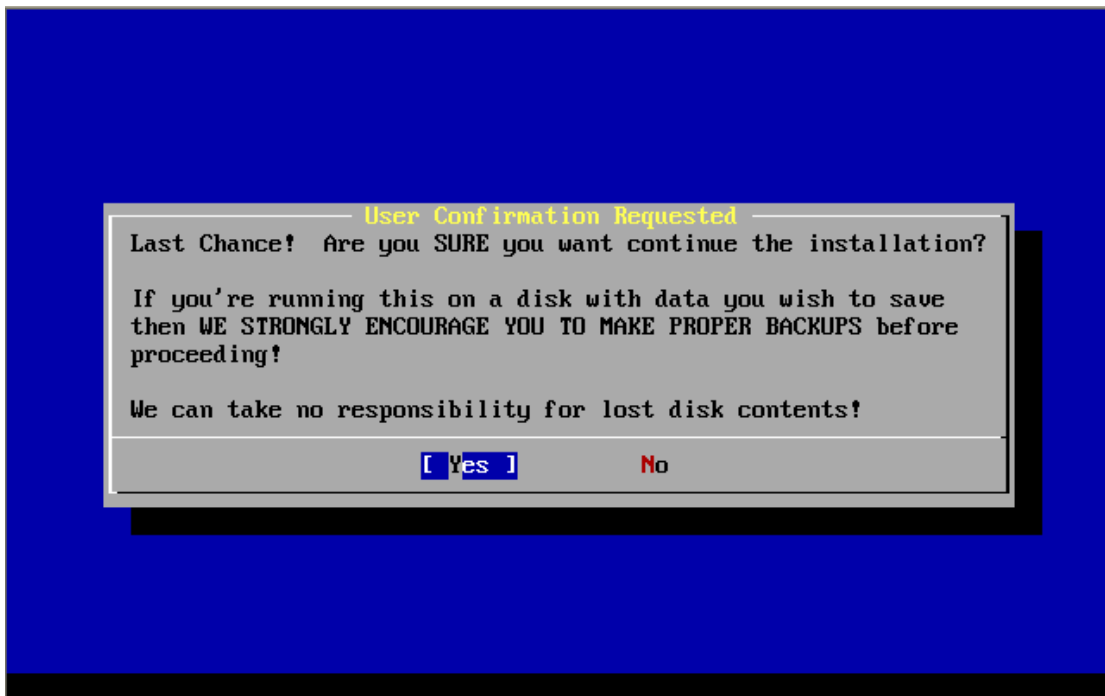 User Confirmation Requested
Last Chance! Are you SURE you want continue the installation?
If you're running this on a disk with data you wish to save
then WE STRONGLY ENCOURAGE YOU TO MAKE PROPER BACKUPS before
proceeding!
We can take no responsibility for lost disk contents!
[ Yes ] No